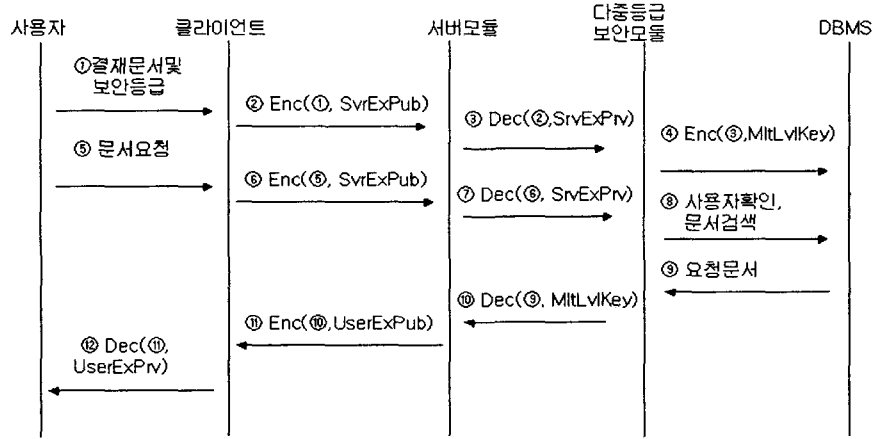 사용자
클라이언트
서버모듈
다중등급
보안모듈
DBMS
①결재문서및
보안등급
② Enc(①, SvrExPub)
③ Dec(②,SrvExPrv)
④ Enc(③,MltLvlKey)
⑤ 문서요청
⑥ Enc(⑤, SvrExPub)
⑦ Dec(⑥, SrvExPrv)
⑧ 사용자확인,
문서검색
⑨ 요청문서
⑩ Dec(⑨, MltLvlKey)
⑪ Enc(⑩,UserExPub)
⑫ Dec(⑪,
UserExPrv)